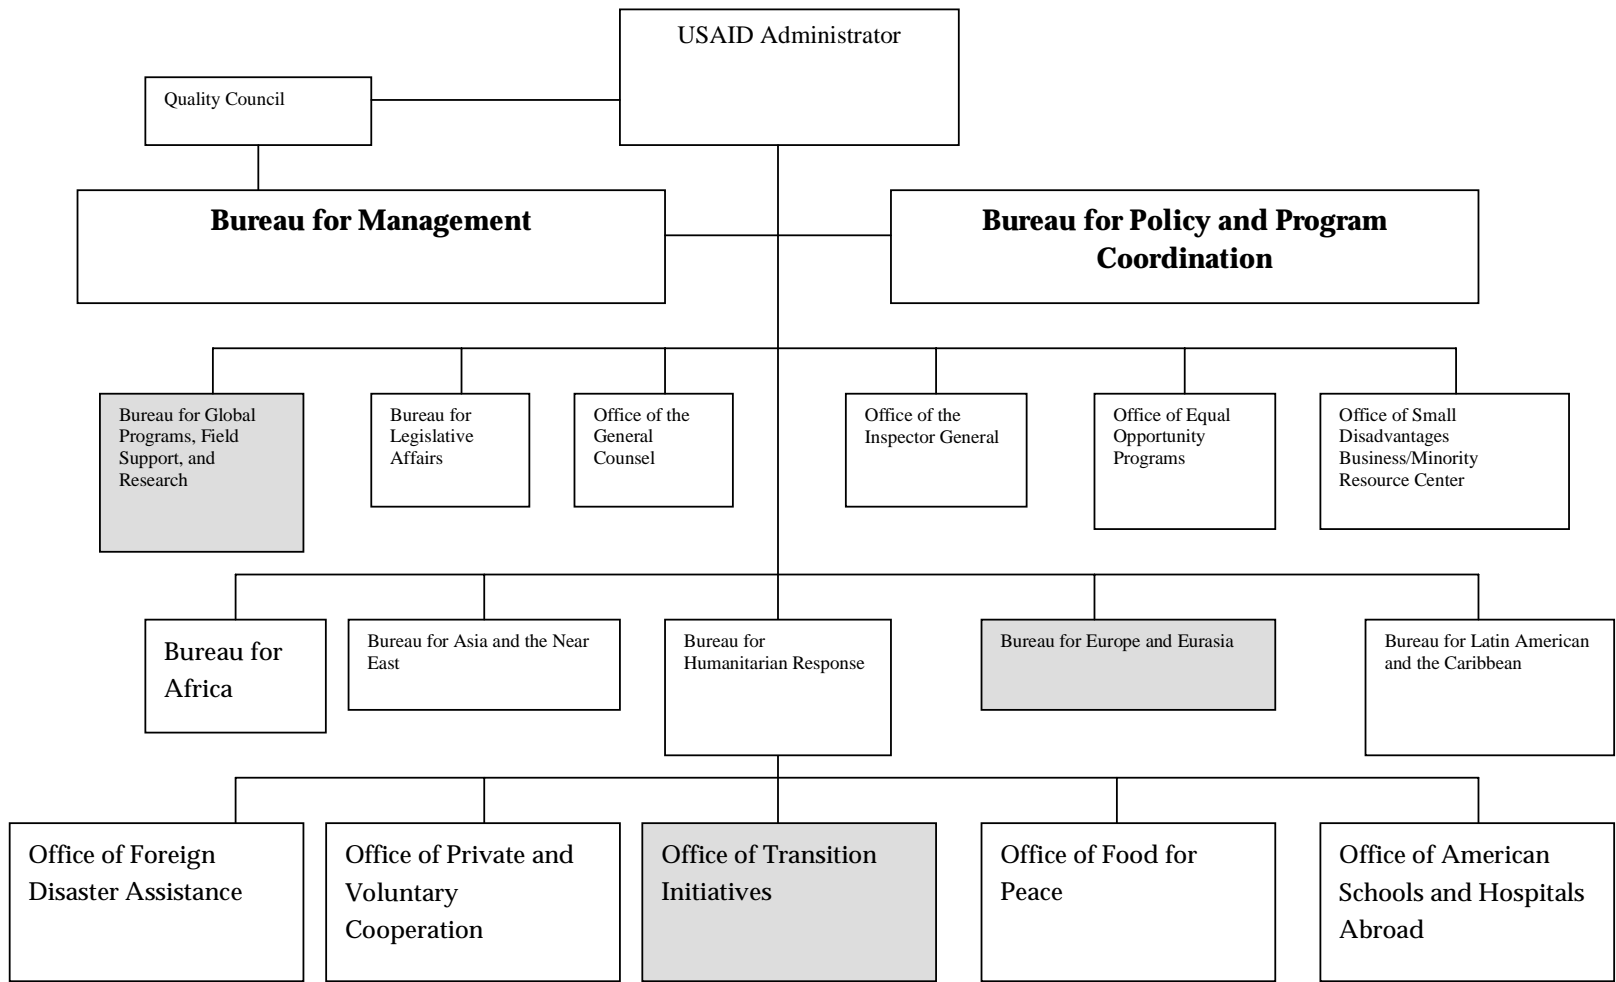 USAID Administrator
Quality Council
Bureau for Management
Bureau for Policy and Program
Coordination
Bureau for Global
Programs, Field
Support, and
Research
Bureau for
Legislative
Affairs
Office of the
General
Counsel
Office of the
Inspector General
Office of Equal
Opportunity
Programs
Office of Small
Disadvantages
Business/Minority
Resource Center
Bureau for
Africa
Bureau for Asia and the Near
East
Bureau for
Humanitarian Response
Bureau for Europe and Eurasia
Bureau for Latin American
and the Caribbean
Office of Foreign
Disaster Assistance
Office of Private and
Voluntary
Cooperation
Office of Transition
Initiatives
Office of Food for
Peace
Office of American
Schools and Hospitals
Abroad